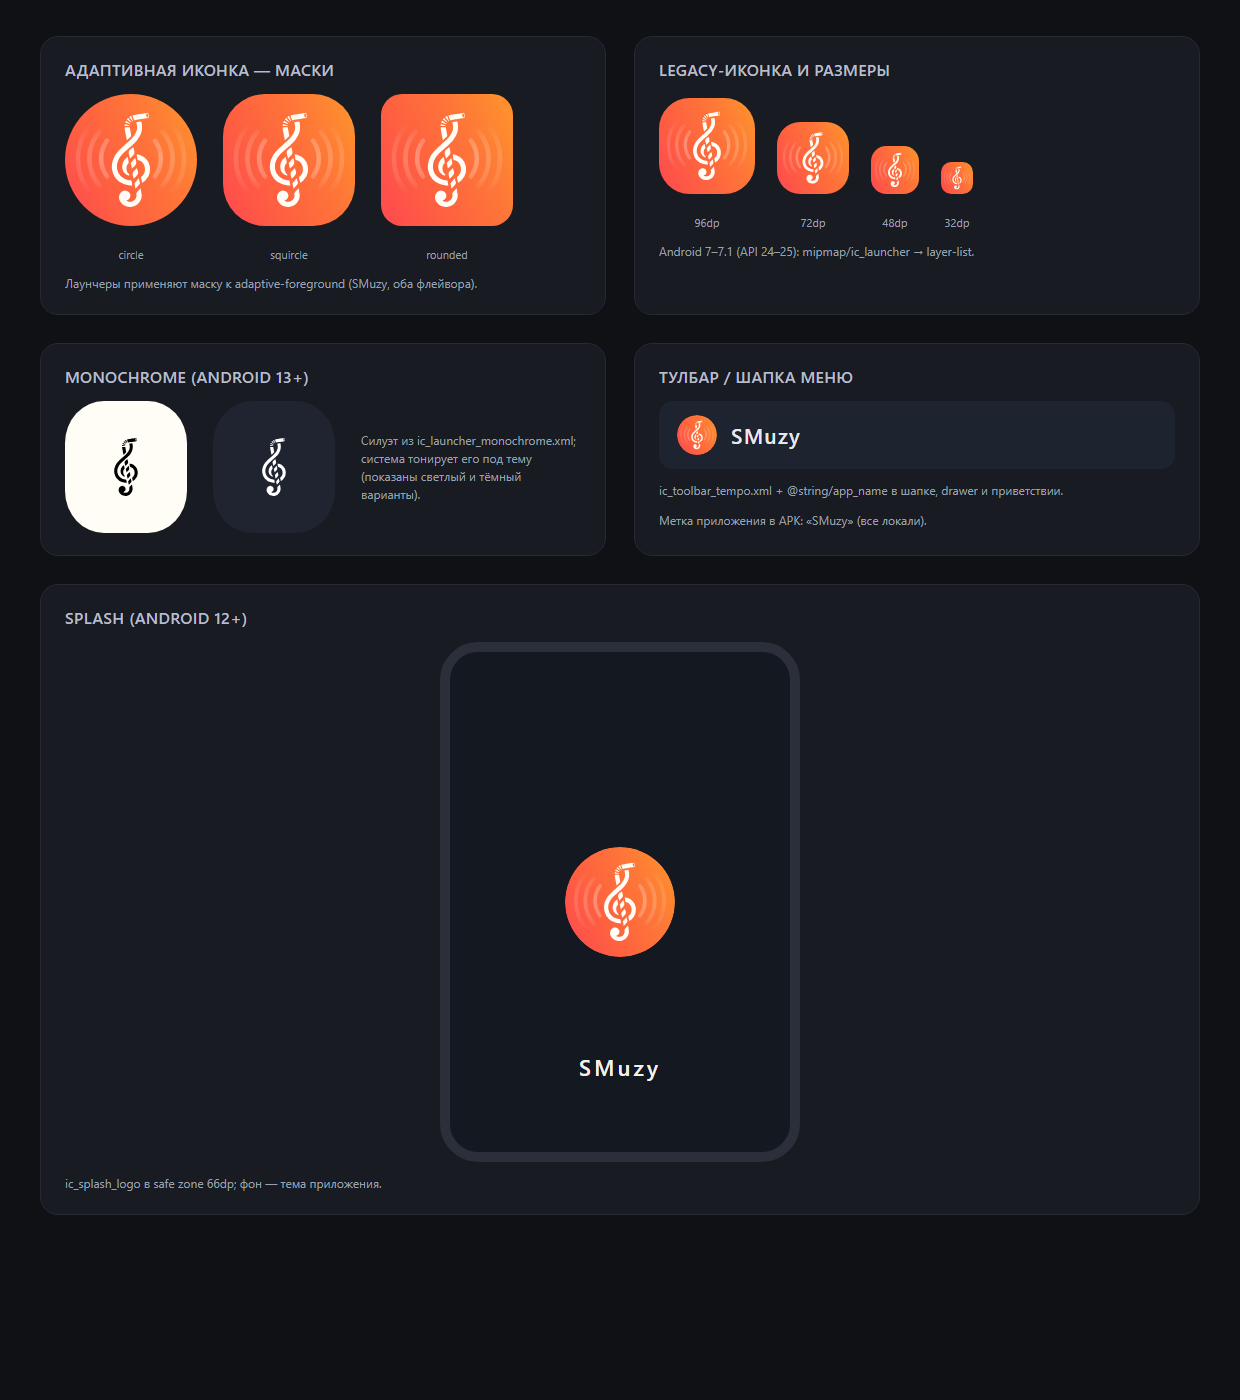 АДАПТИВНАЯ ИКОНКА — МАСКИ
circle
squircle
rounded
Лаунчеры применяют маску к adaptive-foreground (SMuzy, оба флейвора).
LEGACY-ИКОНКА И РАЗМЕРЫ
96dp
72dp
48dp
32dp
Android 7–7.1 (API 24–25): mipmap/ic_launcher → layer-list.
MONOCHROME (ANDROID 13+)
Силуэт из ic_launcher_monochrome.xml;
система тонирует его под тему
(показаны светлый и тёмный
варианты).
ТУЛБАР / ШАПКА МЕНЮ
SMuzy
ic_toolbar_tempo.xml + @string/app_name в шапке, drawer и приветствии.
Метка приложения в APK: «SMuzy» (все локали).
SPLASH (ANDROID 12+)
SMuzy
ic_splash_logo в safe zone 66dp; фон — тема приложения.